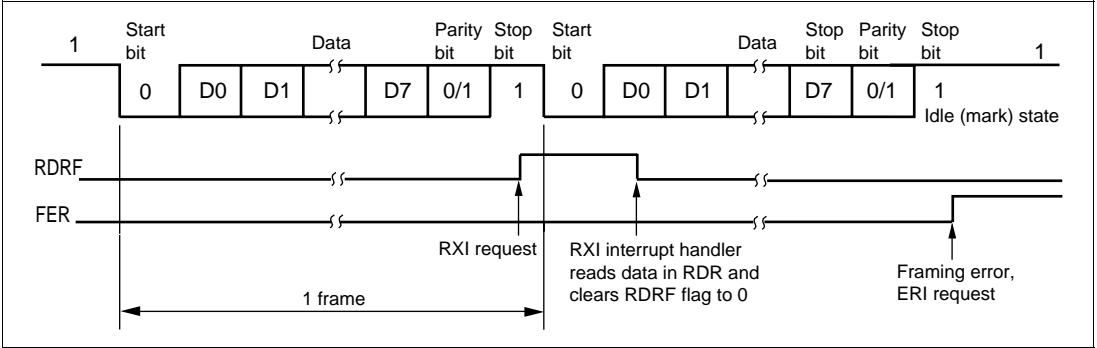 1
Start bit
Data
Parity bit
Stop bit
Start bit
Data
Stop bit
Parity bit
Stop bit
1
0 D0 D1 D7 0/1 1 0 D0 D1 D7 0/1 1
Idle (mark) state
RDRF
FER
RXI request
RXI interrupt handler
reads data in RDR and
clears RDRF flag to 0
Framing error,
ERI request
1 frame